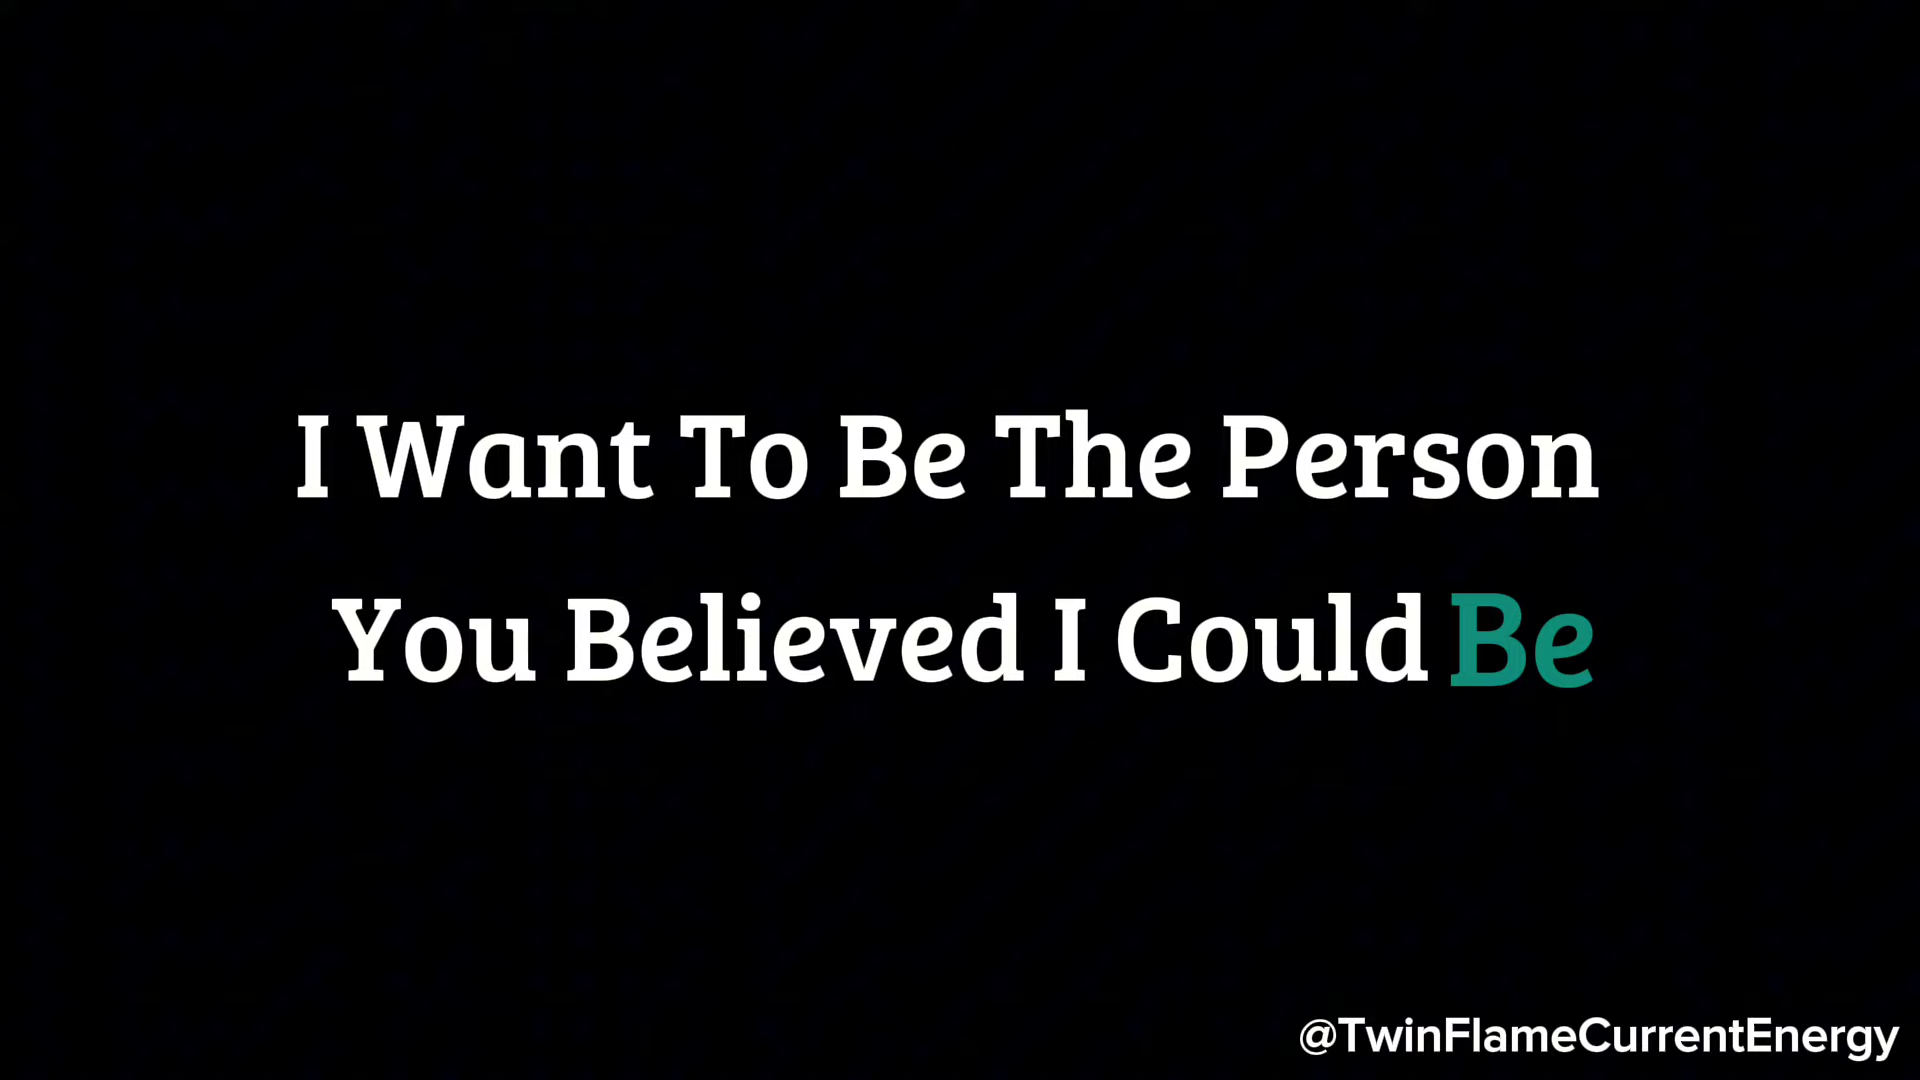 I Want To Be The Person
You Believed I Could Be
@TwinFlameCurrentEnergy